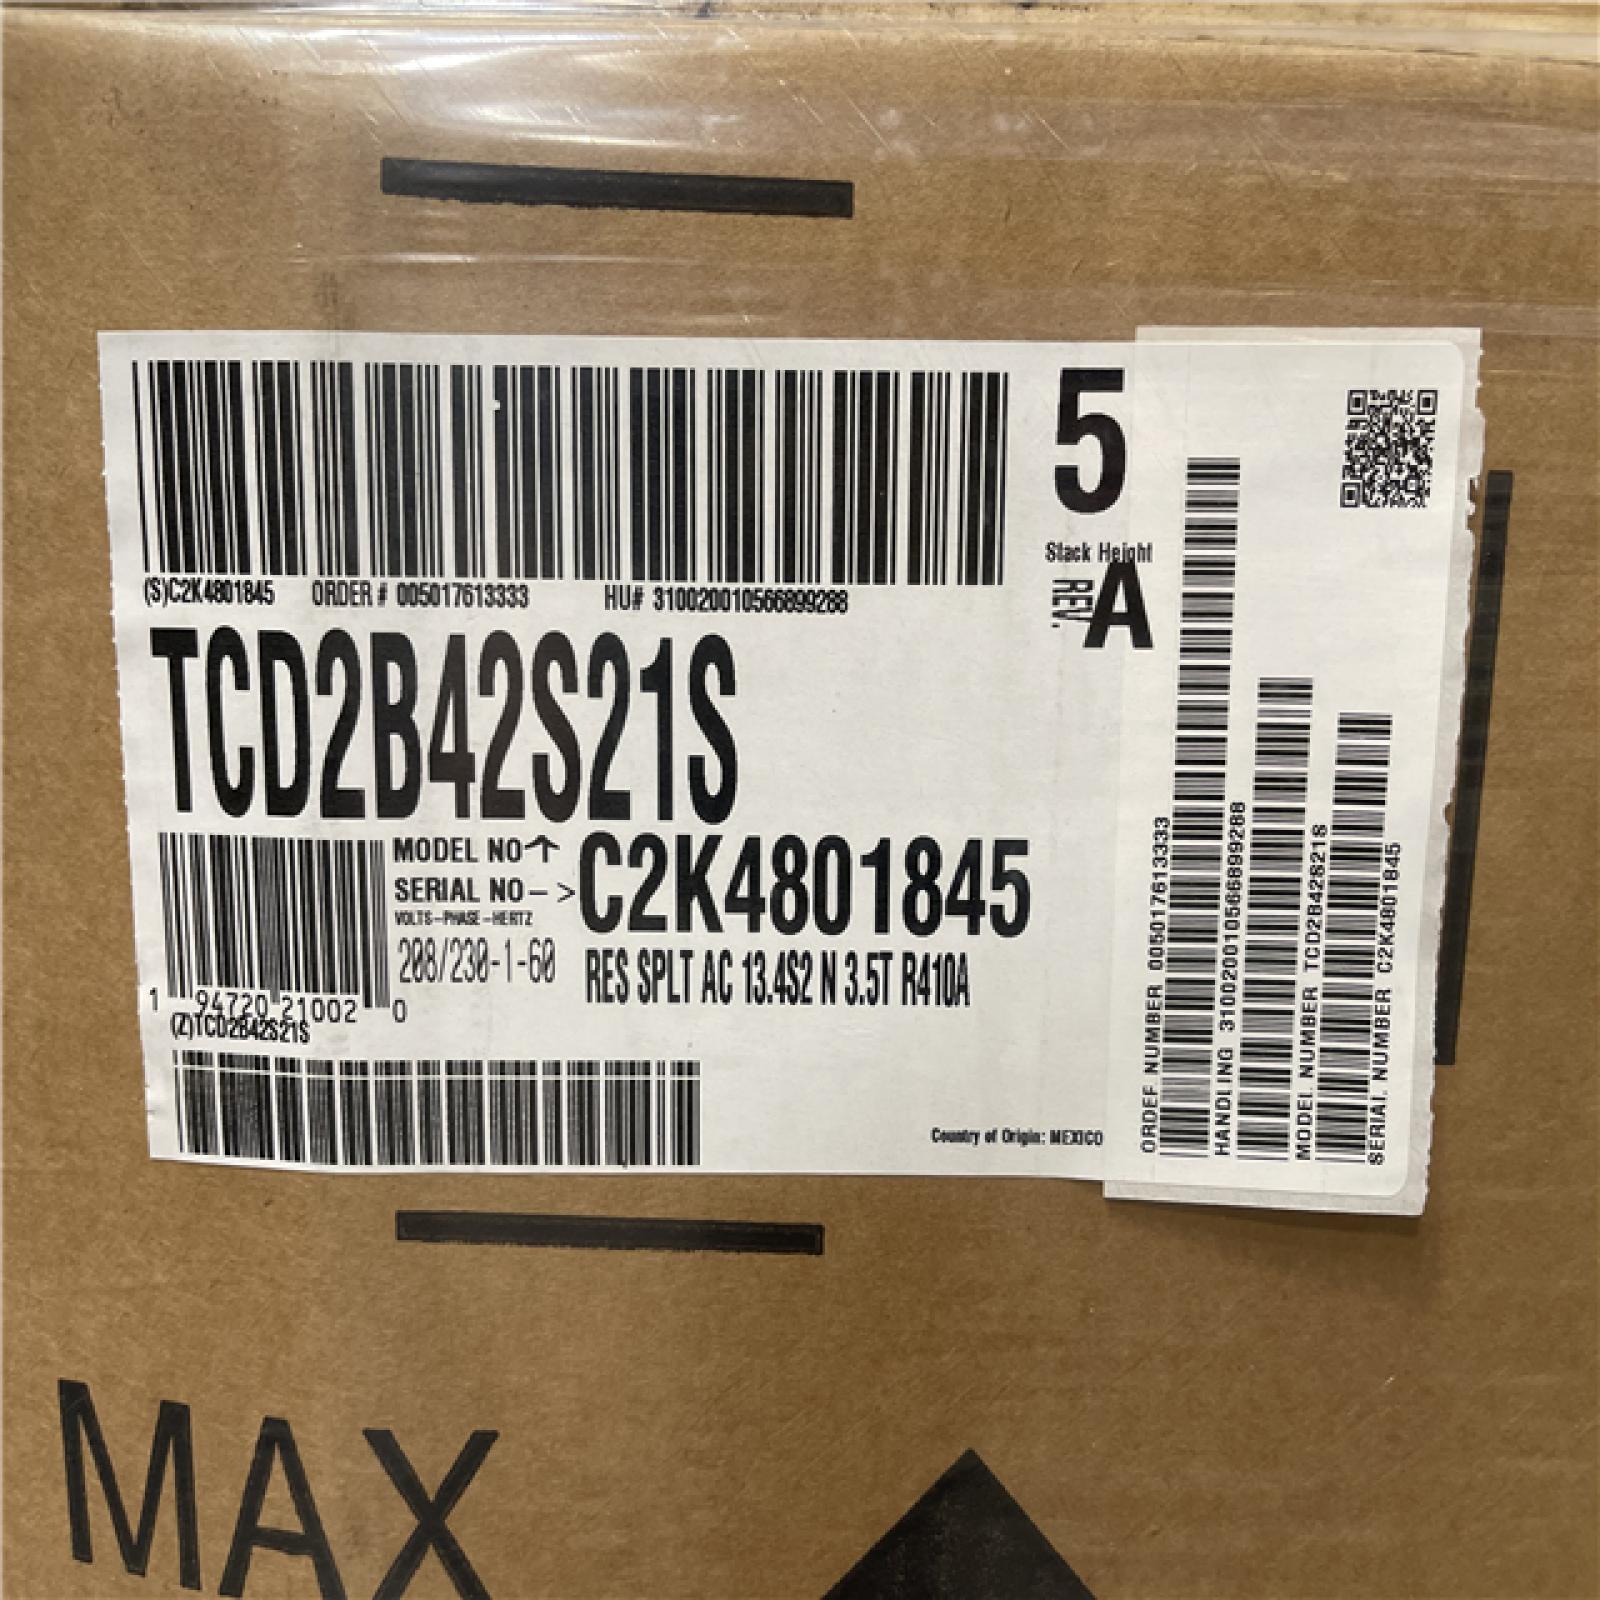 5
Stack Height
REV. A
(S)C2K4801845 ORDER # 005017613333 HU# 310020010566899288
TCD2B42S21S
MODEL NO ↑
SERIAL NO-> C2K4801845
VOLTS-PHASE-HERTZ
208/230-1-60
RES SPLT AC 13.4S2 N 3.5T R410A
1 94720 21002 0
(Z)TCD2B42S21S
Country of Origin: MEXICO
ORDER NUMBER 005017613333
HANDLING 310020010566899288
MODEL NUMBER TCD2B42S21S
SERIAL NUMBER C2K4801845
MAX